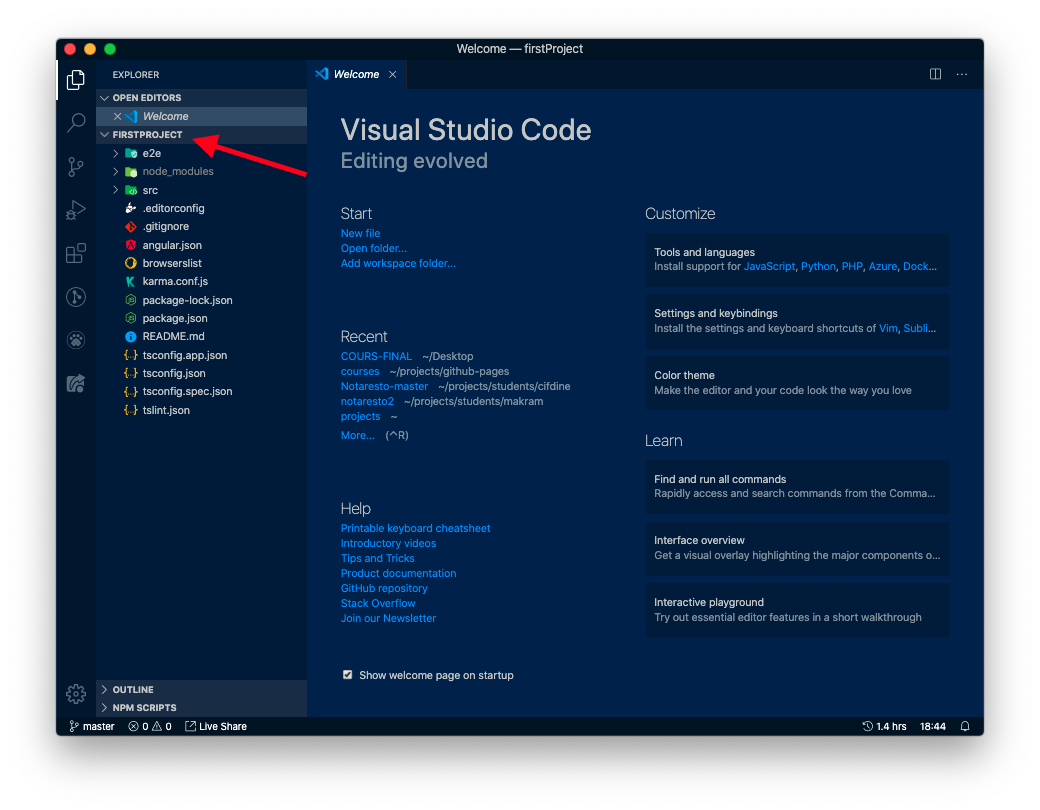 Welcome — firstProject
EXPLORER
OPEN EDITORS
Welcome
FIRSTPROJECT
e2e
node_modules
src
.editorconfig
.gitignore
angular.json
browserslist
karma.conf.js
package-lock.json
package.json
README.md
tsconfig.app.json
tsconfig.json
tsconfig.spec.json
tslint.json
OUTLINE
NPM SCRIPTS
Welcome
Visual Studio Code
Editing evolved
Start
New file
Open folder...
Add workspace folder...
Recent
COURS-FINAL ~/Desktop
courses ~/projects/github-pages
Notaresto-master ~/projects/students/cifdine
notaresto2 ~/projects/students/makram
projects ~
More... (^R)
Help
Printable keyboard cheatsheet
Introductory videos
Tips and Tricks
Product documentation
GitHub repository
Stack Overflow
Join our Newsletter
Show welcome page on startup
Customize
Tools and languages
Install support for JavaScript, Python, PHP, Azure, Dock...
Settings and keybindings
Install the settings and keyboard shortcuts of Vim, Subli...
Color theme
Make the editor and your code look the way you love
Learn
Find and run all commands
Rapidly access and search commands from the Comma...
Interface overview
Get a visual overlay highlighting the major components o...
Interactive playground
Try out essential editor features in a short walkthrough
master 0 0 Live Share 1.4 hrs 18:44